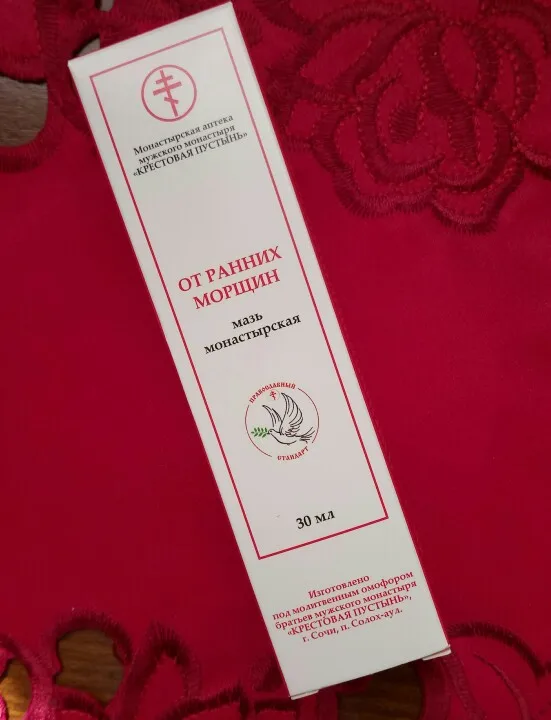 Монастырская аптека
мужского монастыря
«КРЕСТОВАЯ ПУСТЫНЬ»
ОТ РАННИХ
МОРЩИН
мазь
монастырская
ПРАВОСЛАВНЫЙ
СТАНДАРТ
30 мл
Изготовлено
под молитвенным омофором
братьев мужского монастыря
«КРЕСТОВАЯ ПУСТЫНЬ»,
г. Сочи, п. Солох-аул.